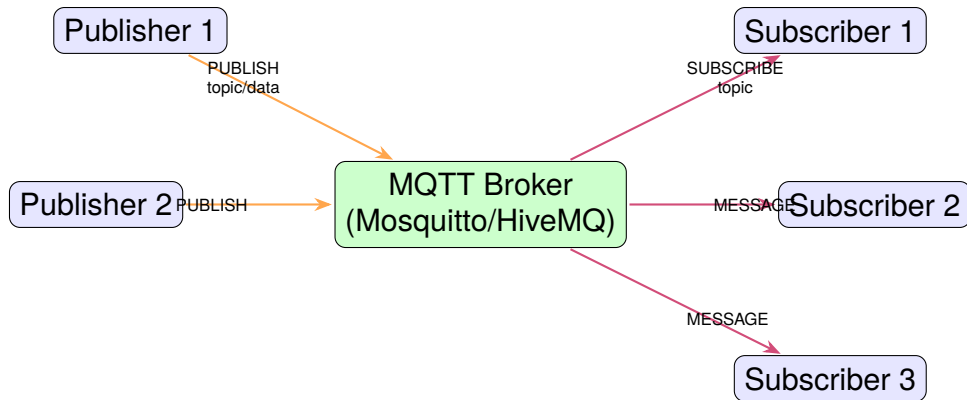 Publisher 1
Subscriber 1
PUBLISH
topic/data
SUBSCRIBE
topic
MQTT Broker
(Mosquitto/HiveMQ)
Publisher 2
PUBLISH
MESSAGE
Subscriber 2
MESSAGE
Subscriber 3